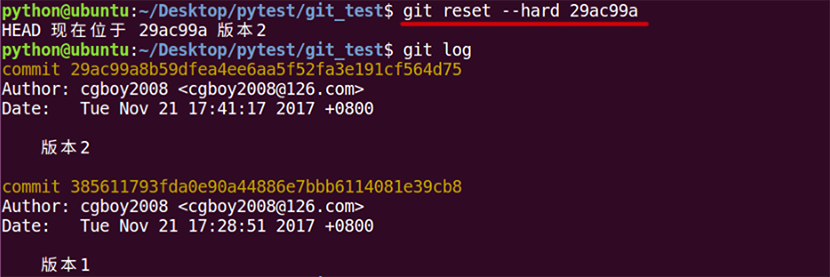 python@ubuntu:~/Desktop/pytest/git_test$ git reset --hard 29ac99a
HEAD 现在位于 29ac99a 版本2
python@ubuntu:~/Desktop/pytest/git_test$ git log
commit 29ac99a8b59dfea4ee6aa5f52fa3e191cf564d75
Author: cgboy2008 <cgboy2008@126.com>
Date:   Tue Nov 21 17:41:17 2017 +0800
版本2
commit 385611793fda0e90a44886e7bbb6114081e39cb8
Author: cgboy2008 <cgboy2008@126.com>
Date:   Tue Nov 21 17:28:51 2017 +0800
版本1